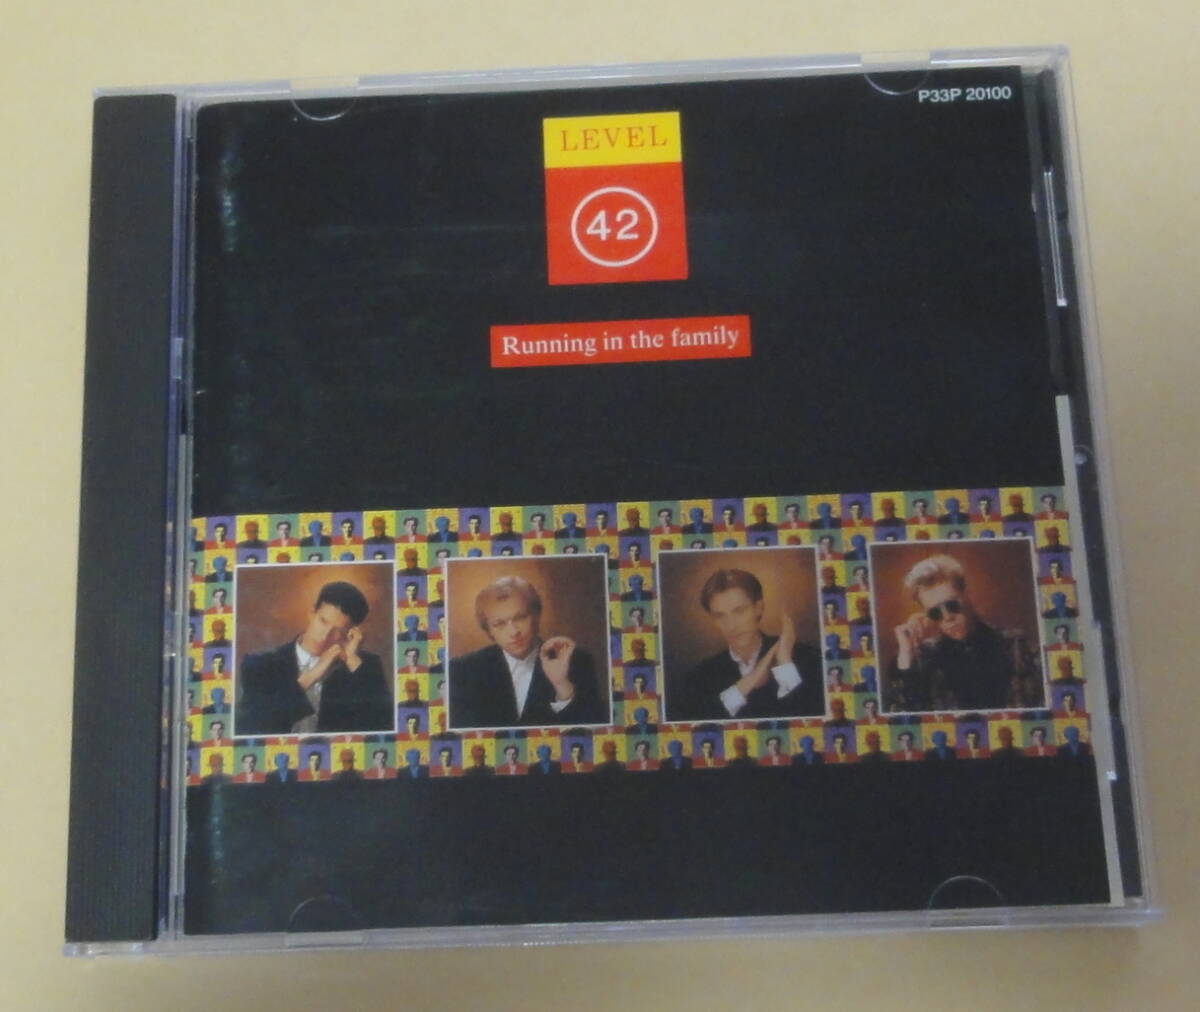 P33P 20100
LEVEL
42
Running in the family